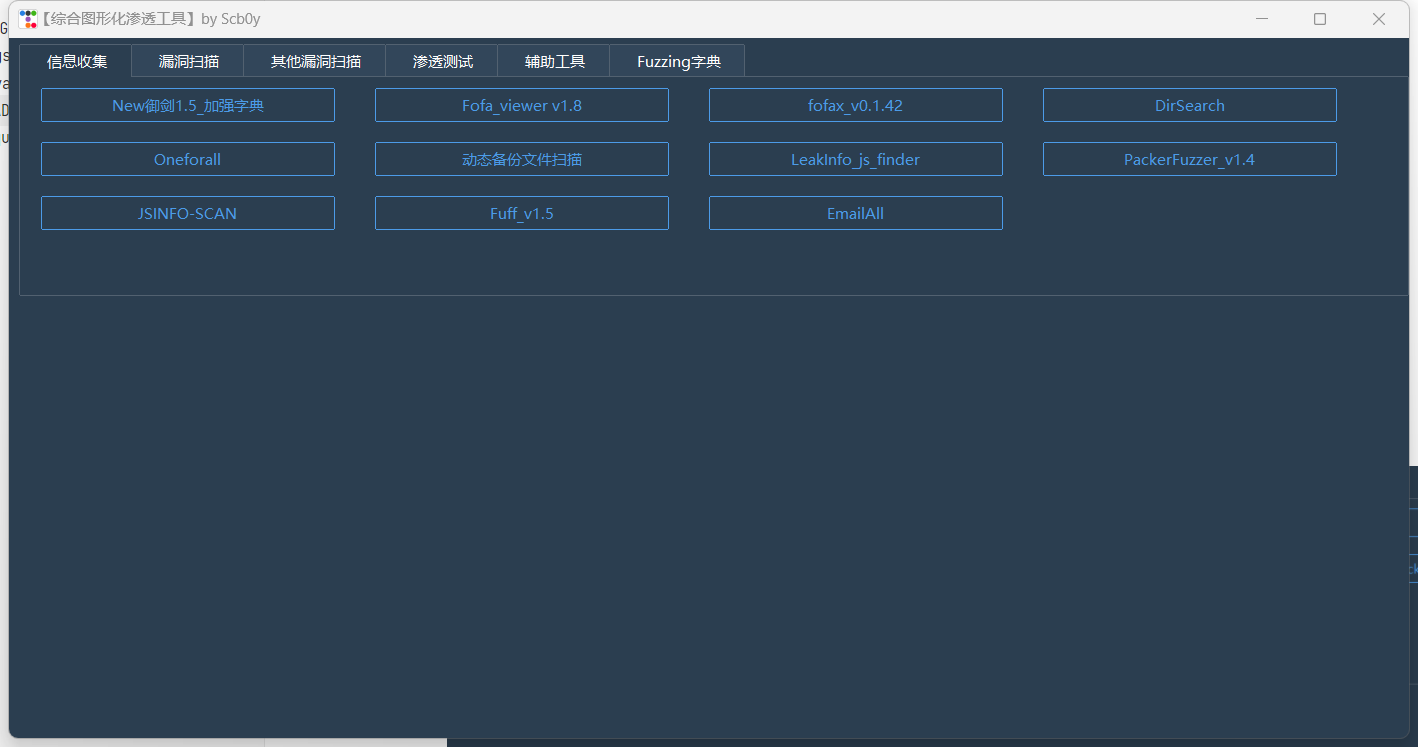 【综合图形化渗透工具】by Scb0y
信息收集 漏洞扫描 其他漏洞扫描 渗透测试 辅助工具 Fuzzing字典
New御剑1.5_加强字典 Fofa_viewer v1.8 fofax_v0.1.42 DirSearch
Oneforall 动态备份文件扫描 LeakInfo_js_finder PackerFuzzer_v1.4
JSINFO-SCAN Fuff_v1.5 EmailAll